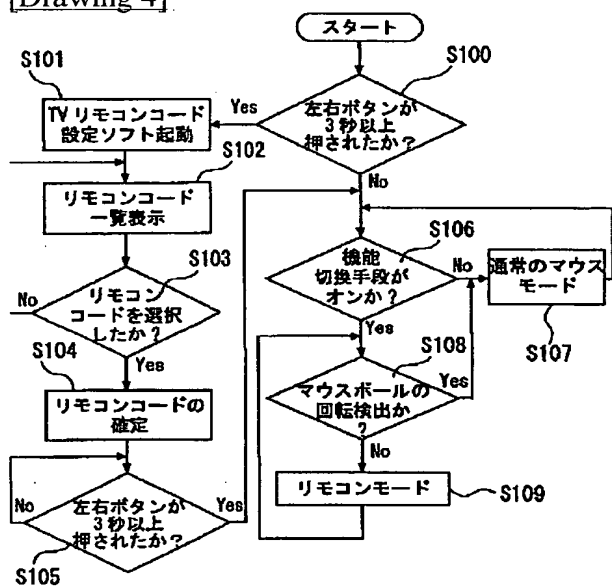 [Drawing 4]
スタート
S100
左右ボタンが
3秒以上
押されたか?
Yes
No
S101
TVリモコンコード
設定ソフト起動
S102
リモコンコード
一覧表示
S103
リモコン
コードを選択
したか?
No
Yes
S104
リモコンコードの
確定
左右ボタンが
3秒以上
押されたか?
No
Yes
S105
S106
機能
切換手段が
オンか?
No
Yes
通常のマウス
モード
S107
S108
マウスボールの
回転検出か
?
Yes
No
リモコンモード
S109